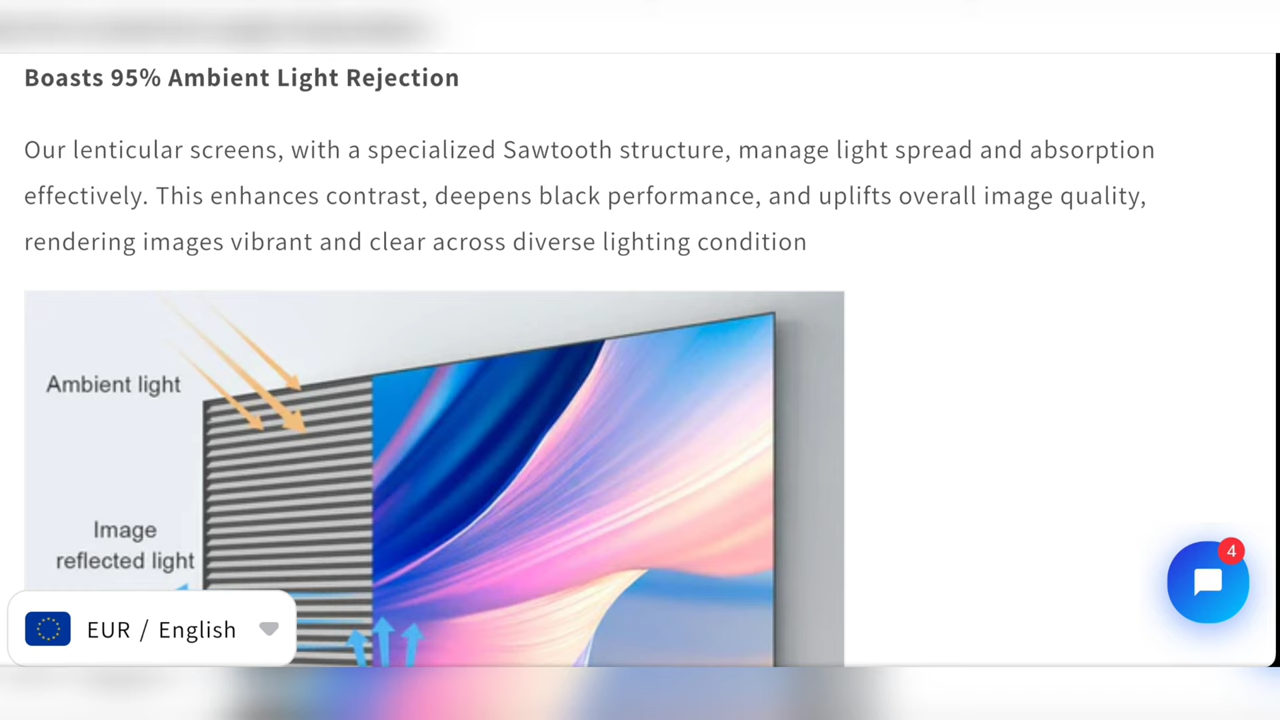 Boasts 95% Ambient Light Rejection
Our lenticular screens, with a specialized Sawtooth structure, manage light spread and absorption
effectively. This enhances contrast, deepens black performance, and uplifts overall image quality,
rendering images vibrant and clear across diverse lighting condition
Ambient light
Image
reflected light
EUR / English
4